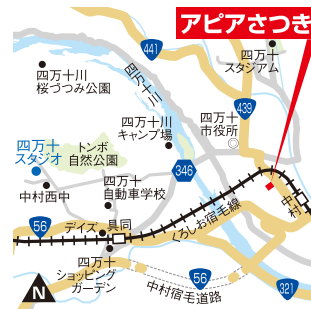 アピアさつき
441
四万十
スタジアム
四万十川
桜づつみ公園
四万十川
439
四万十川
キャンプ場
四万十
市役所
四万十
スタジオ
トンボ
自然公園
346
中村西中
四万十
自動車学校
中村
56
デイズ
具同
くろしお宿毛線
四万十
ショッピング
ガーデン
56
中村宿毛道路
321
N